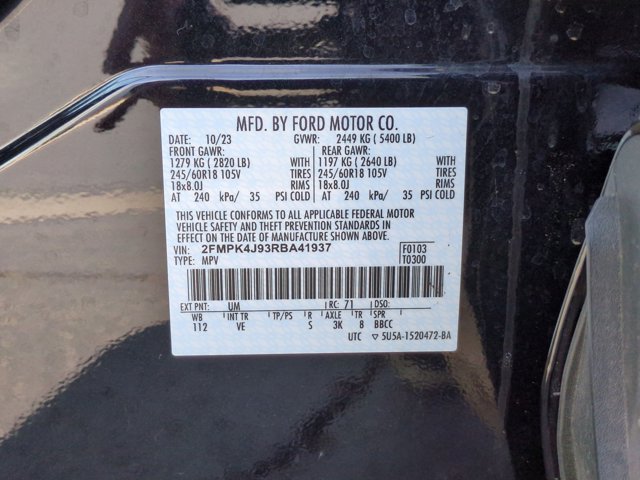 MFD. BY FORD MOTOR CO.
DATE: 10/23 GVWR: 2449 KG ( 5400 LB)
FRONT GAWR: REAR GAWR:
1279 KG ( 2820 LB) WITH 1197 KG ( 2640 LB) WITH
245/60R18 105V TIRES 245/60R18 105V TIRES
18x8.0J RIMS 18x8.0J RIMS
AT 240 kPa/ 35 PSI COLD AT 240 kPa/ 35 PSI COLD
THIS VEHICLE CONFORMS TO ALL APPLICABLE FEDERAL MOTOR
VEHICLE SAFETY AND THEFT PREVENTION STANDARDS IN
EFFECT ON THE DATE OF MANUFACTURE SHOWN ABOVE.
VIN: 2FMPK4J93RBA41937 F0103
TYPE: MPV T0300
EXT PNT: UM RC: 71 DSO:
WB INT TR TP/PS R AXLE TR SPR
112 VE S 3K 8 BBCC
UTC ▽ 5U5A-1520472-BA